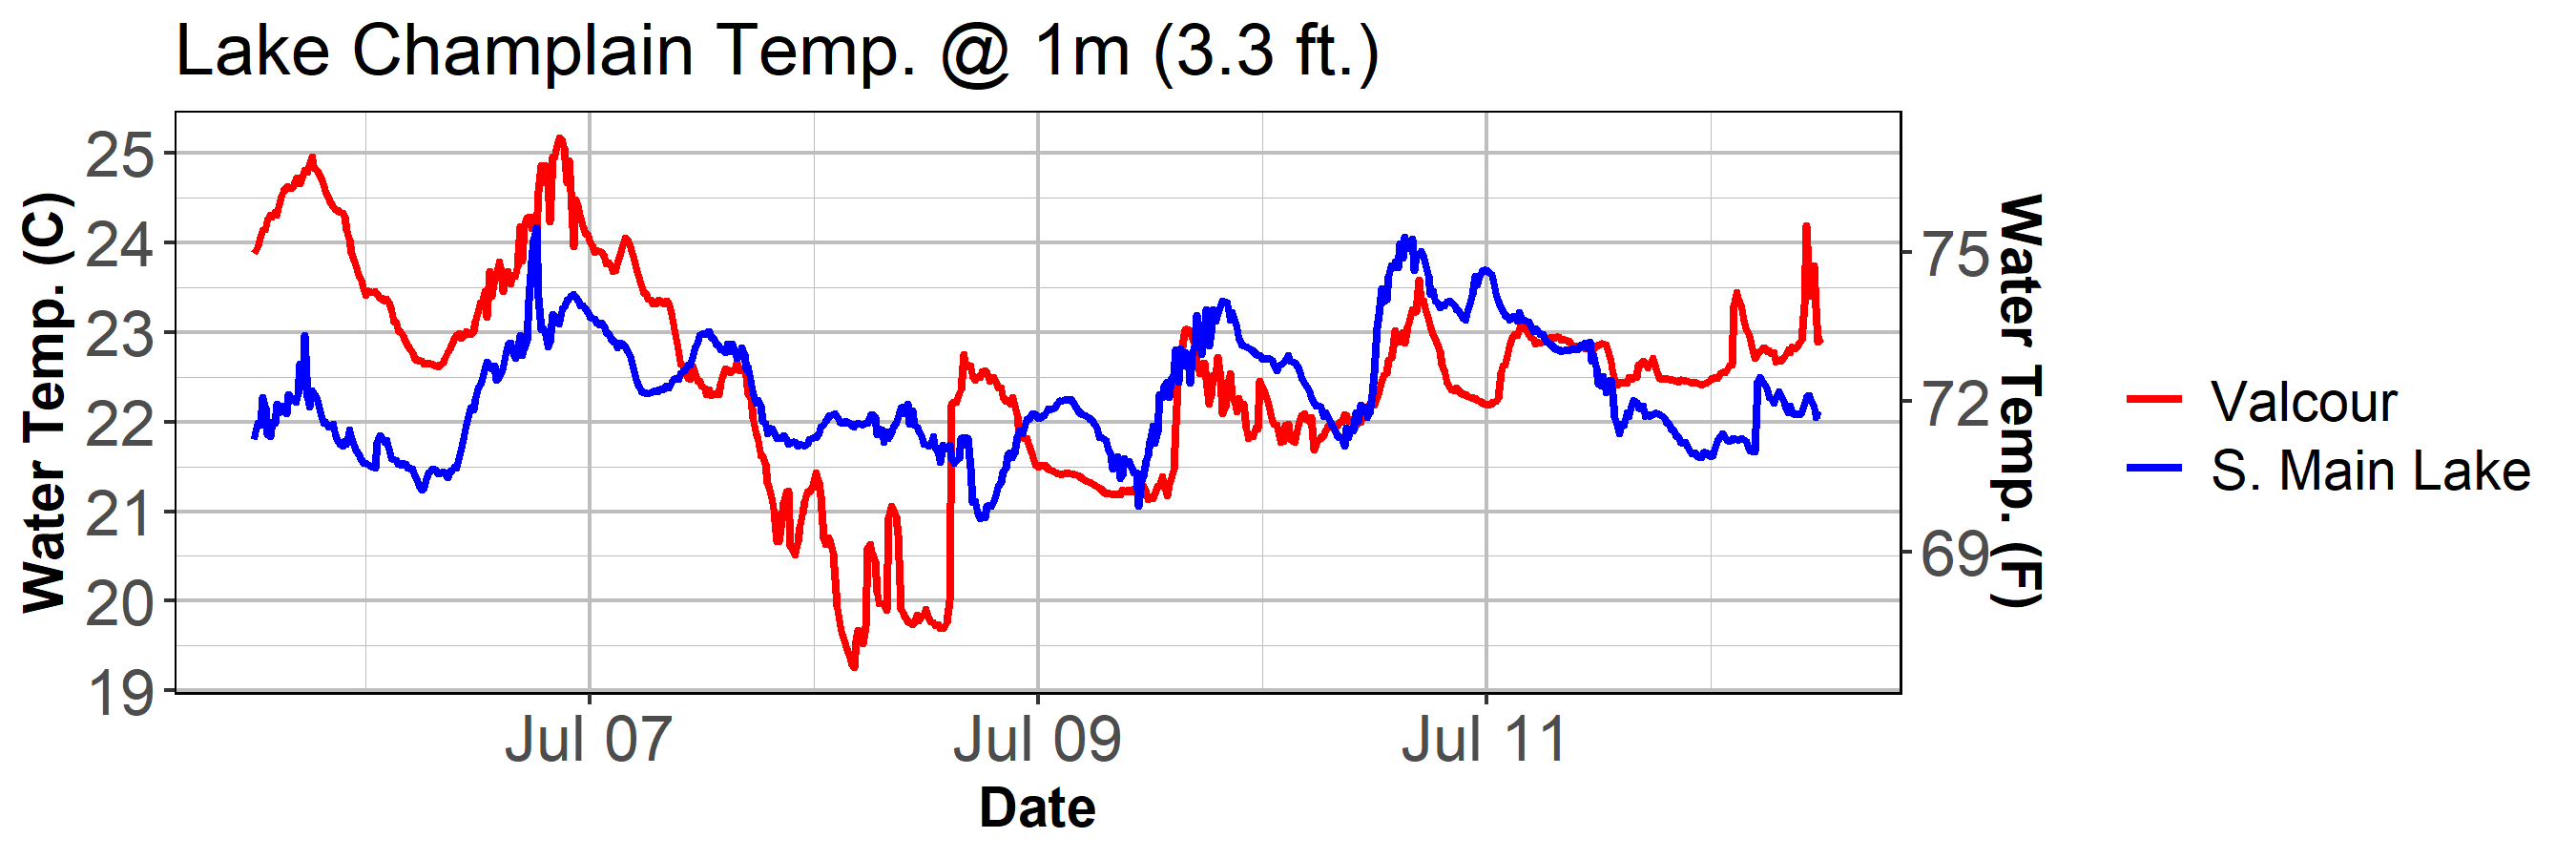 Lake Champlain Temp. @ 1m (3.3 ft.)
Water Temp. (C)
25
24
23
22
21
20
19
75
72
69
Water Temp. (F)
Jul 07
Jul 09
Jul 11
Date
Valcour
S. Main Lake